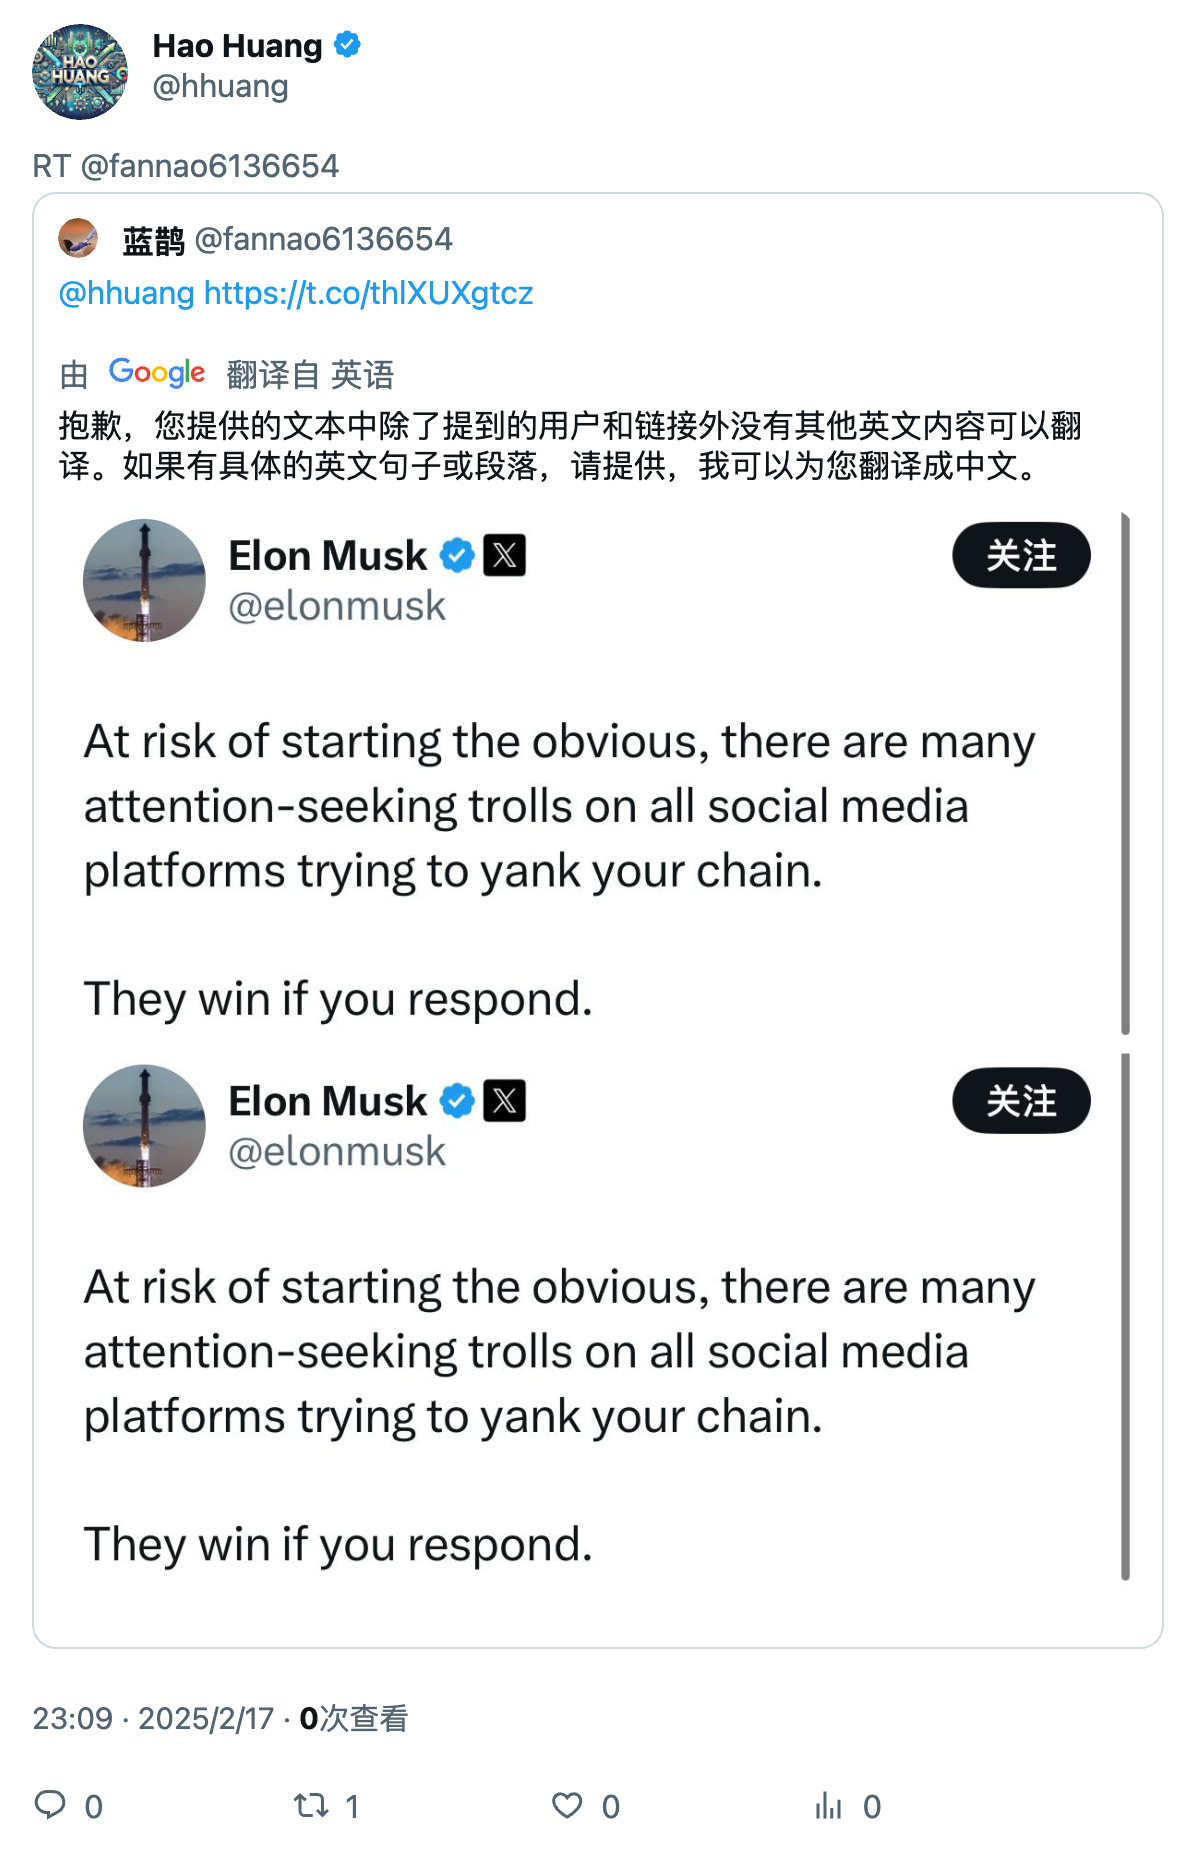 Hao Huang
@hhuang
HAO
HUANG
RT @fannao6136654
蓝鹊 @fannao6136654
@hhuang https://t.co/thlXUXgtcz
由 Google 翻译自 英语
抱歉，您提供的文本中除了提到的用户和链接外没有其他英文内容可以翻
译。如果有具体的英文句子或段落，请提供，我可以为您翻译成中文。
Elon Musk X 关注
@elonmusk
At risk of starting the obvious, there are many
attention-seeking trolls on all social media
platforms trying to yank your chain.
They win if you respond.
Elon Musk X 关注
@elonmusk
At risk of starting the obvious, there are many
attention-seeking trolls on all social media
platforms trying to yank your chain.
They win if you respond.
23:09 · 2025/2/17 · 0次查看
0 1 0 0